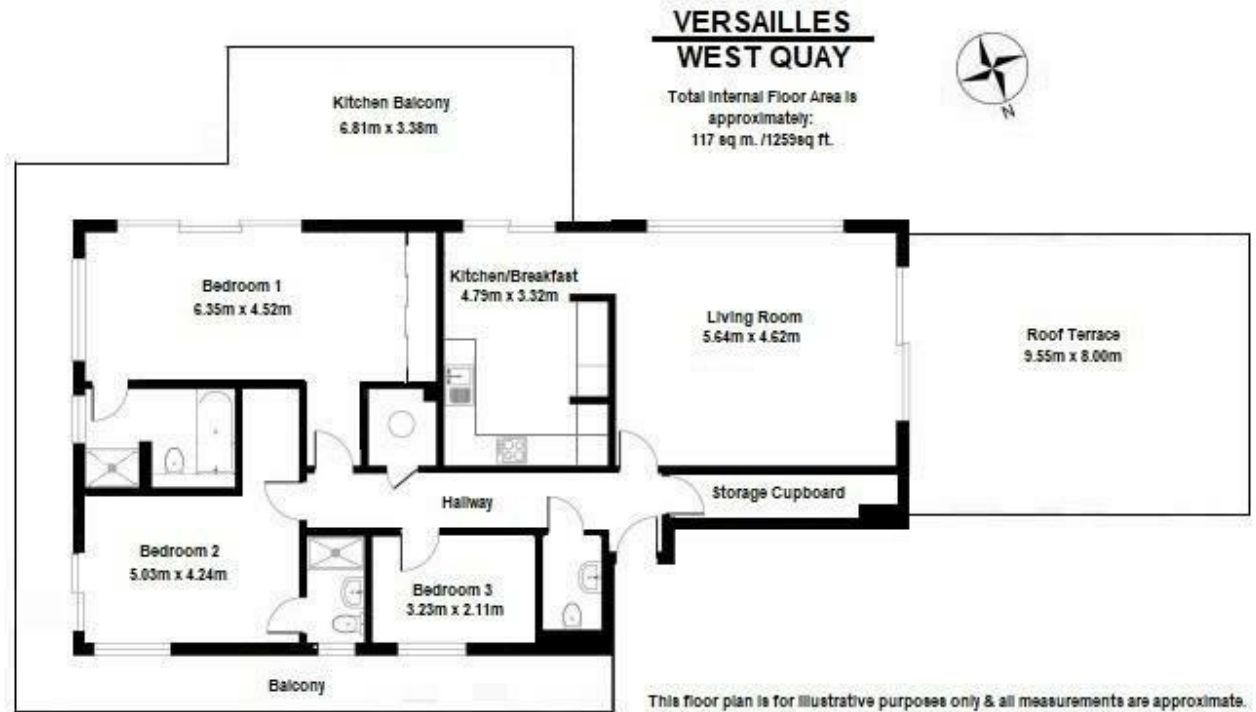 VERSAILLES
WEST QUAY
Total Internal Floor Area is
approximately:
117 sq m. /1259sq ft.
N
Kitchen Balcony
6.81m x 3.38m
Bedroom 1
6.35m x 4.52m
Kitchen/Breakfast
4.79m x 3.32m
Living Room
5.64m x 4.62m
Roof Terrace
9.55m x 8.00m
Hallway
Storage Cupboard
Bedroom 2
5.03m x 4.24m
Bedroom 3
3.23m x 2.11m
Balcony
This floor plan is for illustrative purposes only & all measurements are approximate.